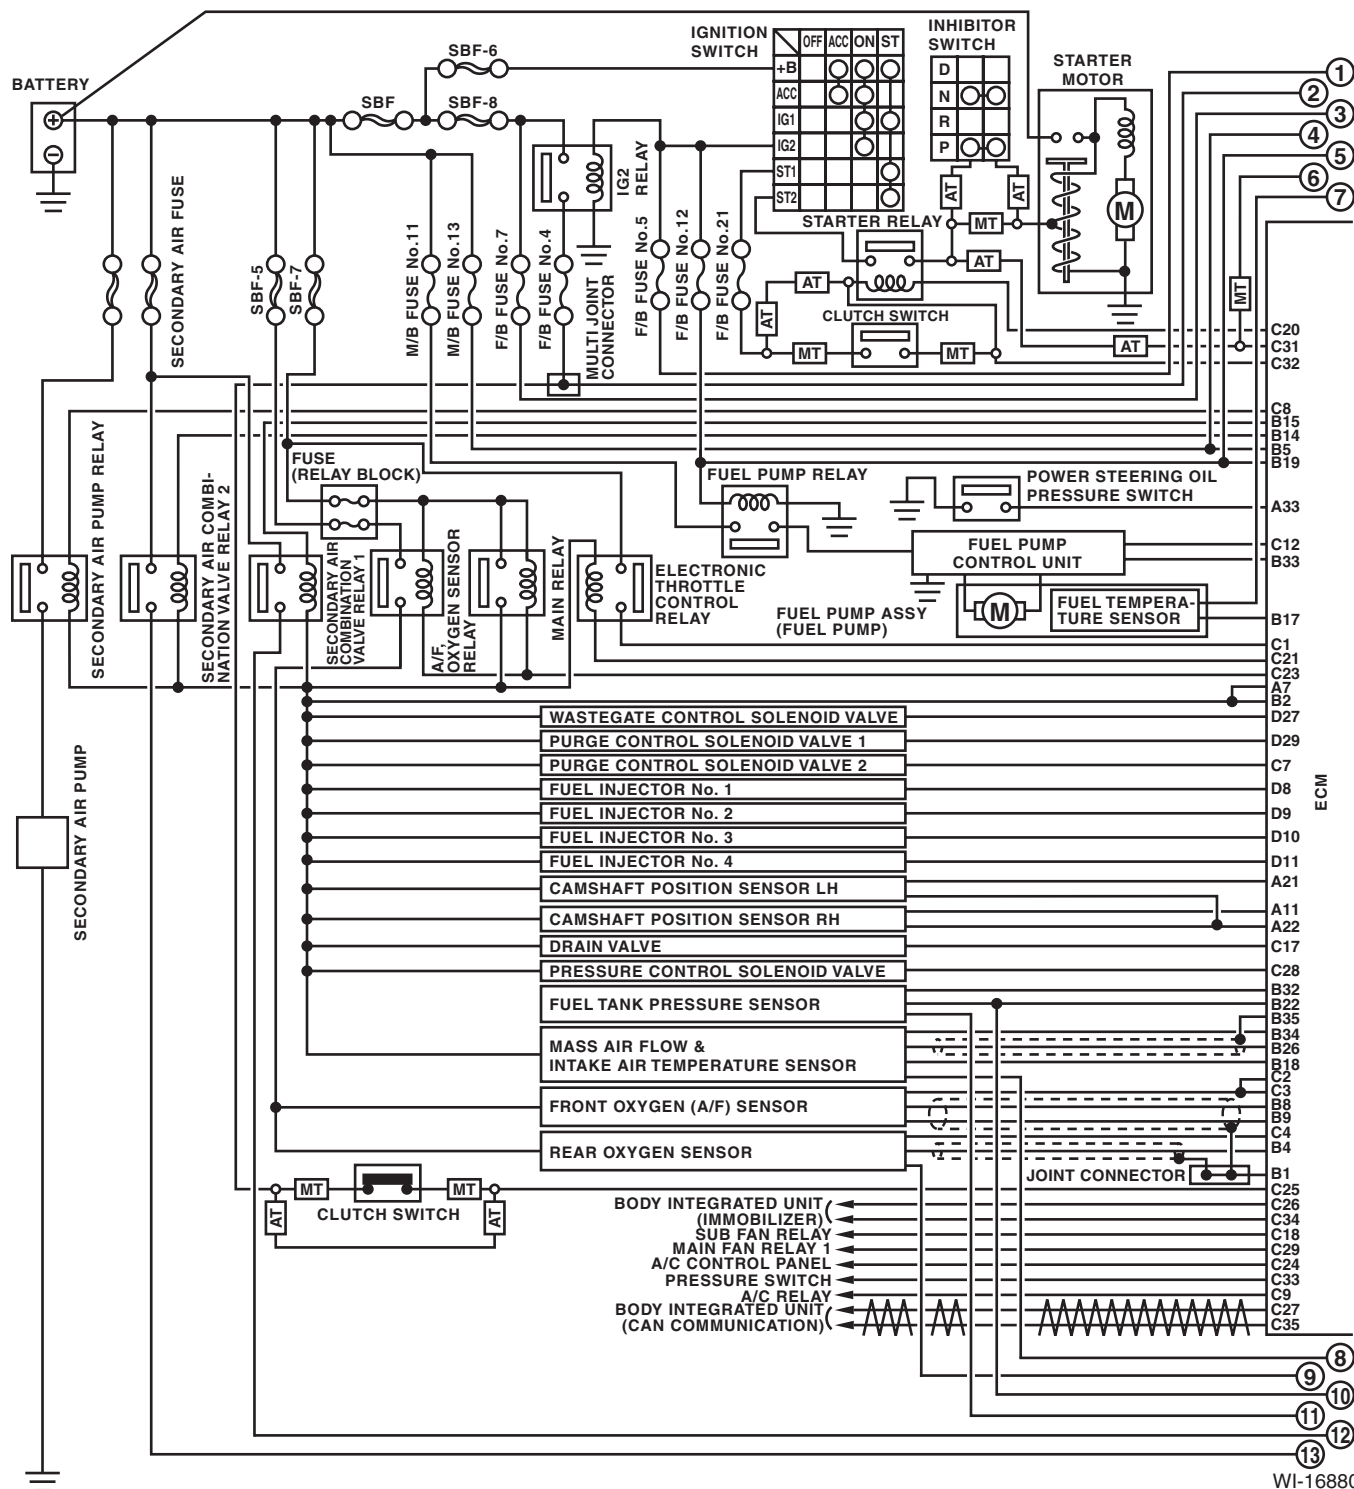 IGNITION
SWITCH
OFF ACC ON ST
+B
ACC
IG1
IG2
ST1
ST2
INHIBITOR
SWITCH
D
N
R
P
STARTER
MOTOR
M
1
2
3
4
5
6
7
BATTERY
+
−
SBF-6
SBF
SBF-8
IG2
RELAY
SECONDARY AIR FUSE
SBF-5
SBF-7
M/B FUSE No.11
M/B FUSE No.13
F/B FUSE No.7
F/B FUSE No.4
MULTI JOINT
CONNECTOR
F/B FUSE No.5
F/B FUSE No.12
F/B FUSE No.21
STARTER RELAY
AT
AT
MT
AT
AT
AT
MT
CLUTCH SWITCH
MT
MT
AT
C20
C31
C32
C8
B15
B14
B5
B19
FUSE
(RELAY BLOCK)
FUEL PUMP RELAY
POWER STEERING OIL
PRESSURE SWITCH
A33
SECONDARY AIR PUMP RELAY
SECONDARY AIR COMBI-
NATION VALVE RELAY 2
SECONDARY AIR
COMBINATION
VALVE RELAY 1
A/F,
OXYGEN SENSOR
RELAY
MAIN RELAY
ELECTRONIC
THROTTLE
CONTROL
RELAY
FUEL PUMP
CONTROL UNIT
C12
B33
M
FUEL PUMP ASSY
(FUEL PUMP)
FUEL TEMPERA-
TURE SENSOR
B17
C1
C21
C23
A7
B2
WASTEGATE CONTROL SOLENOID VALVE
D27
PURGE CONTROL SOLENOID VALVE 1
D29
PURGE CONTROL SOLENOID VALVE 2
C7
FUEL INJECTOR No. 1
D8
FUEL INJECTOR No. 2
D9
FUEL INJECTOR No. 3
D10
FUEL INJECTOR No. 4
D11
ECM
SECONDARY AIR PUMP
CAMSHAFT POSITION SENSOR LH
A21
CAMSHAFT POSITION SENSOR RH
A11
A22
DRAIN VALVE
C17
PRESSURE CONTROL SOLENOID VALVE
C28
FUEL TANK PRESSURE SENSOR
B32
B22
B35
MASS AIR FLOW &
INTAKE AIR TEMPERATURE SENSOR
B34
B26
B18
C2
FRONT OXYGEN (A/F) SENSOR
C3
B8
B9
REAR OXYGEN SENSOR
C4
B4
JOINT CONNECTOR
B1
MT
MT
CLUTCH SWITCH
AT
AT
C25
BODY INTEGRATED UNIT
(IMMOBILIZER)
C26
C34
SUB FAN RELAY
C18
MAIN FAN RELAY 1
C29
A/C CONTROL PANEL
C24
PRESSURE SWITCH
C33
A/C RELAY
C9
BODY INTEGRATED UNIT
(CAN COMMUNICATION)
C27
C35
8
9
10
11
12
13
WI-16880